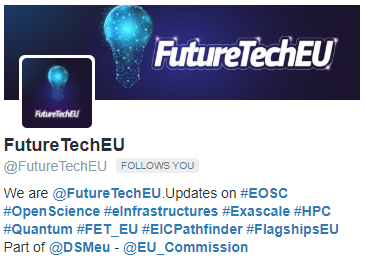 FutureTechEU
FutureTechEU
FutureTechEU
@FutureTechEU FOLLOWS YOU
We are @FutureTechEU.Updates on #EOSC
#OpenScience #eInfrastructures #Exascale #HPC
#Quantum #FET_EU #EICPathfinder #FlagshipsEU
Part of @DSMeu - @EU_Commission